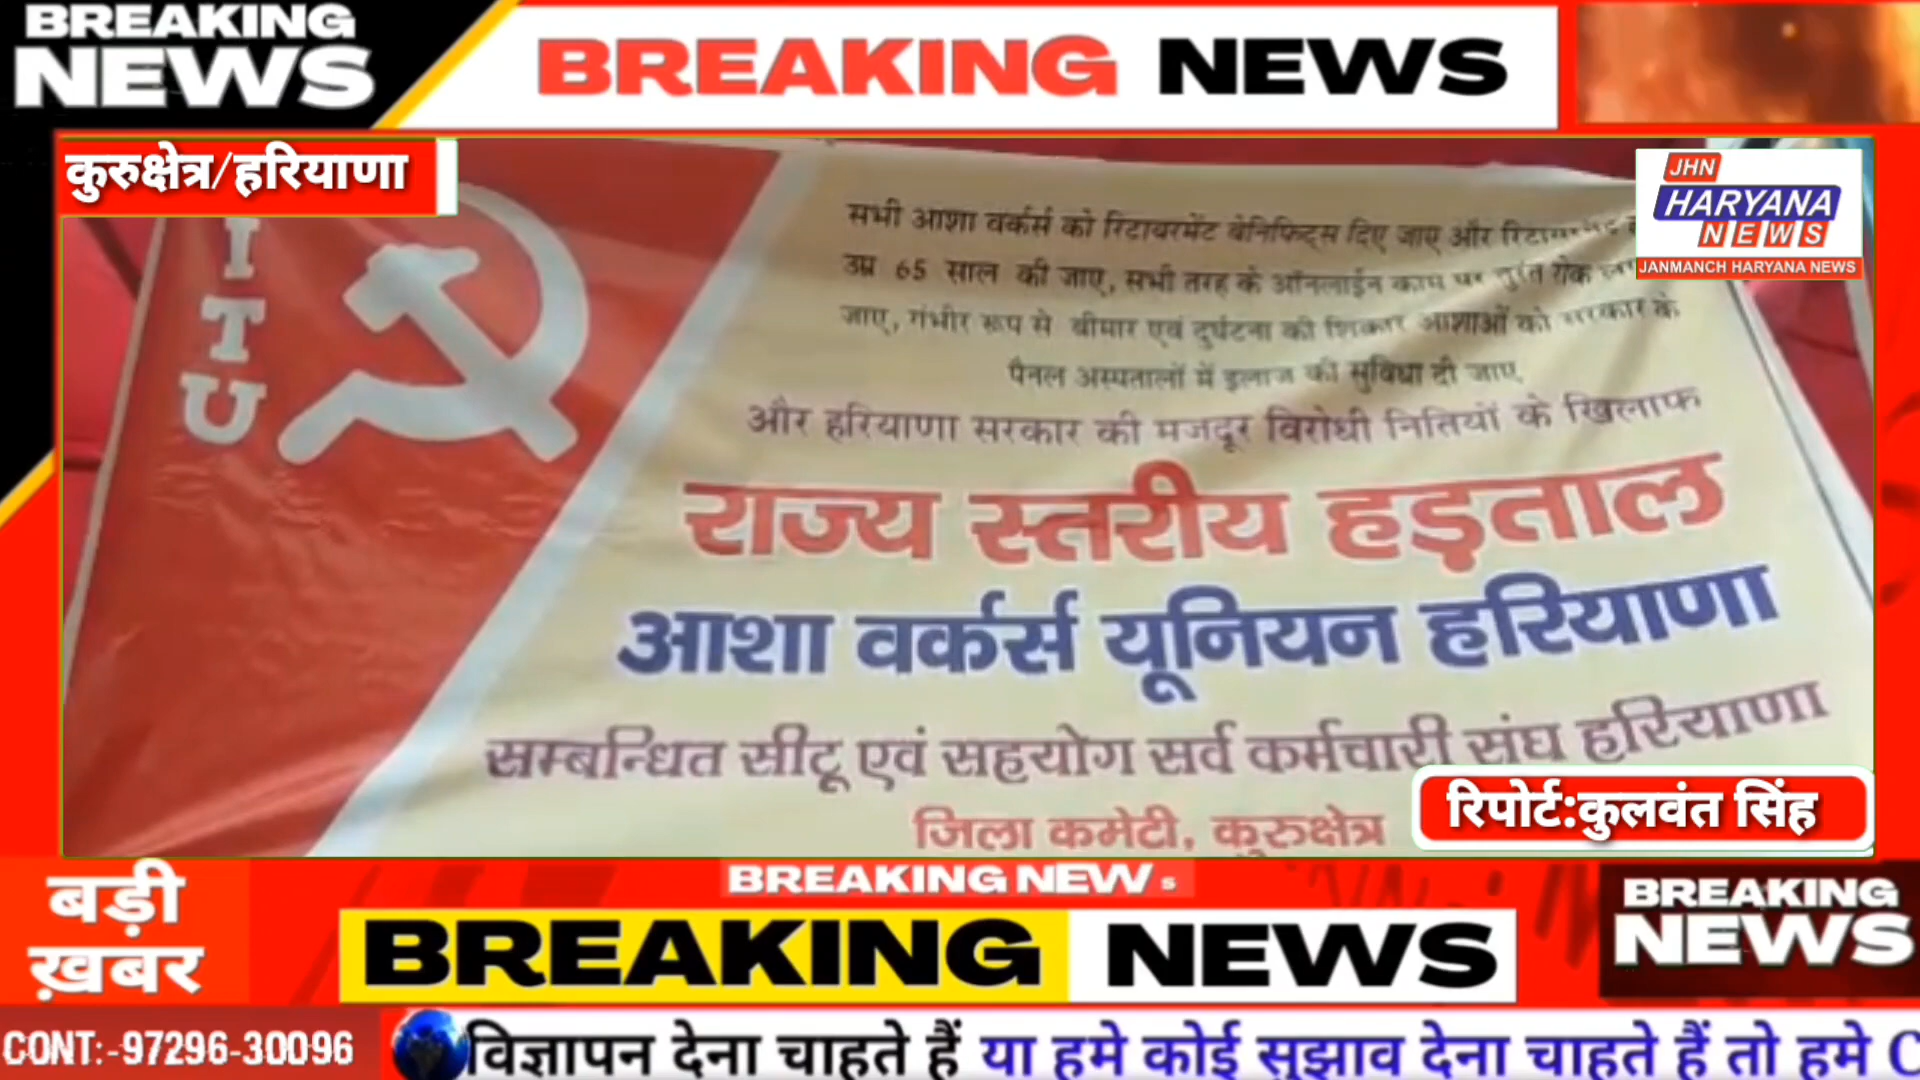 BREAKING
NEWS
BREAKING NEWS
कुरुक्षेत्र/हरियाणा
JHN
HARYANA
NEWS
JANMANCH HARYANA NEWS
I
T
U
सभी आशा वर्कर्स को रिटायरमेंट बेनिफिट्स दिए जाए और
उम्र 65 साल की जाए, सभी तरह के ऑनलाईन काम पर तुरंत रोक
जाए, गंभीर रूप से बीमार एवं दुर्घटना की शिकार आशाओं को सरकार के
पैनल अस्पतालों में इलाज की सुविधा दी जाए
और हरियाणा सरकार की मजदूर विरोधी नितियों के खिलाफ
राज्य स्तरीय हड़ताल
आशा वर्कर्स यूनियन हरियाणा
सम्बन्धित सीटू एवं सहयोग सर्व कर्मचारी संघ हरियाणा
जिला कमेटी, कुरुक्षेत्र
रिपोर्ट:कुलवंत सिंह
बड़ी
ख़बर
BREAKING NEWS
BREAKING NEWS
BREAKING
NEWS
CONT:-97296-30096
विज्ञापन देना चाहते हैं या हमे कोई सुझाव देना चाहते हैं तो हमे C